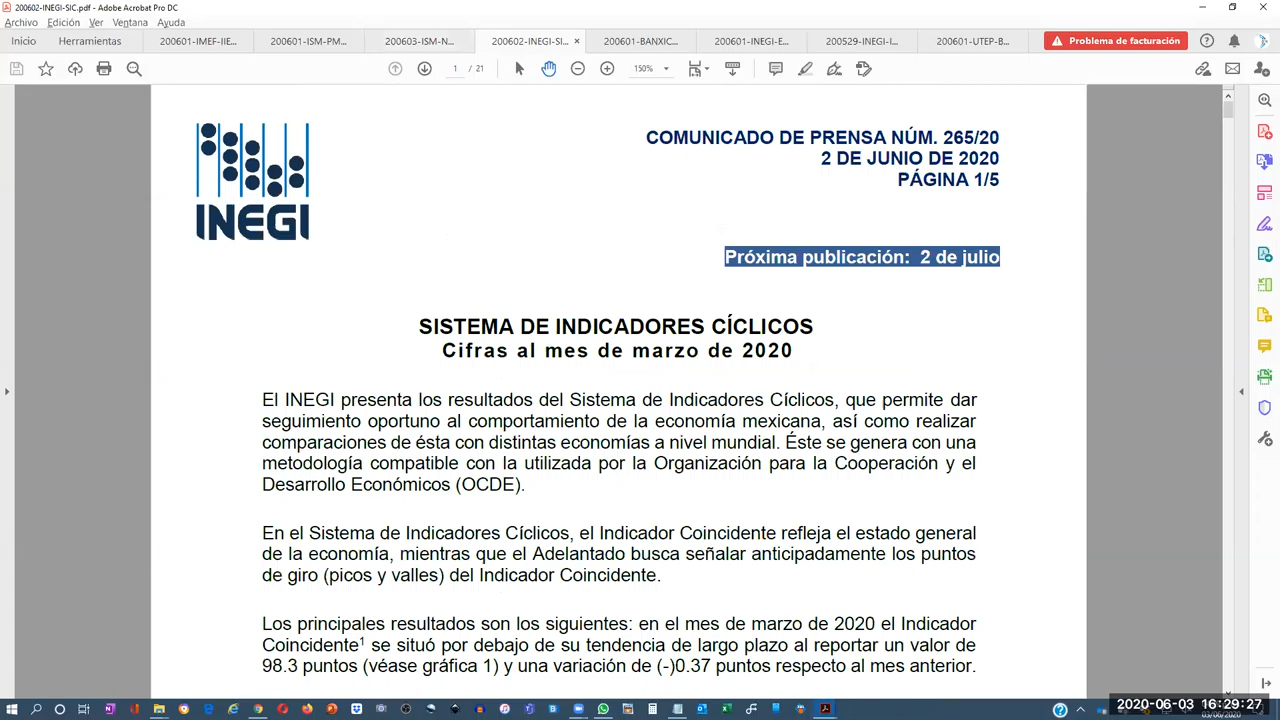 200602-INEGI-SIC.pdf - Adobe Acrobat Pro DC
Archivo Edición Ver Ventana Ayuda
Inicio Herramientas 200601-IMEF-IIE... 200601-ISM-PM... 200603-ISM-N... 200602-INEGI-SI... × 200601-BANXIC... 200601-INEGI-E... 200529-INEGI-I... 200601-UTEP-B... Problema de facturación
1 / 21 150%
INEGI
COMUNICADO DE PRENSA NÚM. 265/20
2 DE JUNIO DE 2020
PÁGINA 1/5
Próxima publicación: 2 de julio
SISTEMA DE INDICADORES CÍCLICOS
Cifras al mes de marzo de 2020
El INEGI presenta los resultados del Sistema de Indicadores Cíclicos, que permite dar
seguimiento oportuno al comportamiento de la economía mexicana, así como realizar
comparaciones de ésta con distintas economías a nivel mundial. Éste se genera con una
metodología compatible con la utilizada por la Organización para la Cooperación y el
Desarrollo Económicos (OCDE).
En el Sistema de Indicadores Cíclicos, el Indicador Coincidente refleja el estado general
de la economía, mientras que el Adelantado busca señalar anticipadamente los puntos
de giro (picos y valles) del Indicador Coincidente.
Los principales resultados son los siguientes: en el mes de marzo de 2020 el Indicador
Coincidente¹ se situó por debajo de su tendencia de largo plazo al reportar un valor de
98.3 puntos (véase gráfica 1) y una variación de (-)0.37 puntos respecto al mes anterior.
2020-06-03 16:29:27
03/06/2020